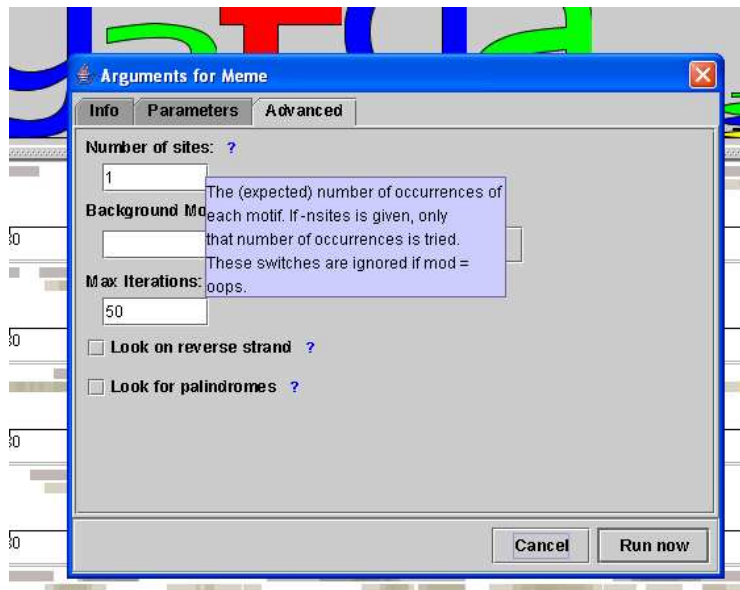 Arguments for Meme
Info Parameters Advanced
Number of sites: ?
1
The (expected) number of occurrences of
each motif. If -nsites is given, only
that number of occurrences is tried.
These switches are ignored if mod =
oops.
Background Mo
Max Iterations:
50
Look on reverse strand ?
Look for palindromes ?
Cancel Run now